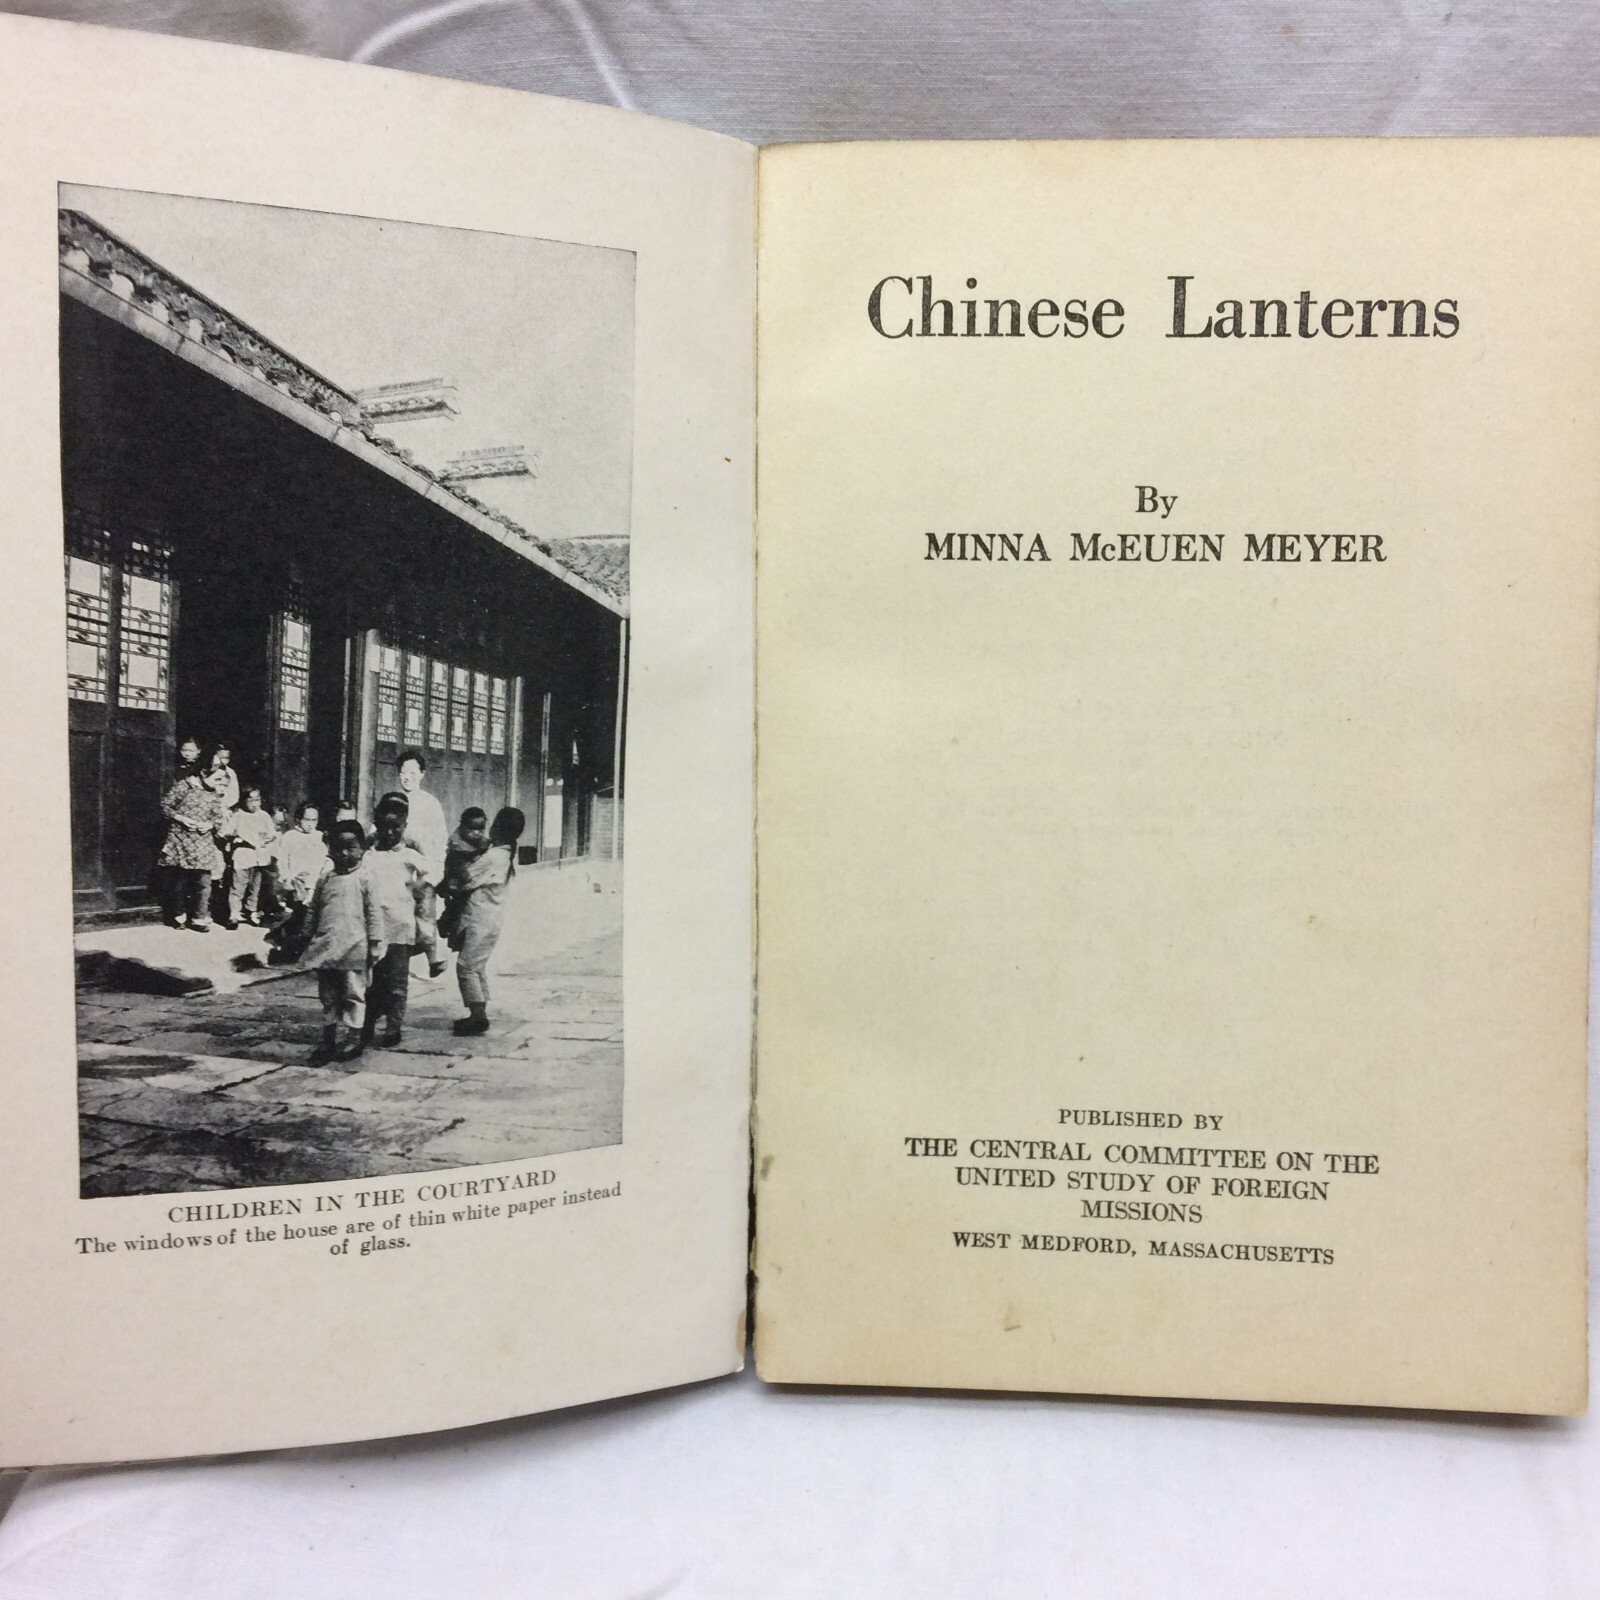 CHILDREN IN THE COURTYARD
The windows of the house are of thin white paper instead
of glass.
Chinese Lanterns
By
MINNA McEUEN MEYER
PUBLISHED BY
THE CENTRAL COMMITTEE ON THE
UNITED STUDY OF FOREIGN
MISSIONS
WEST MEDFORD, MASSACHUSETTS